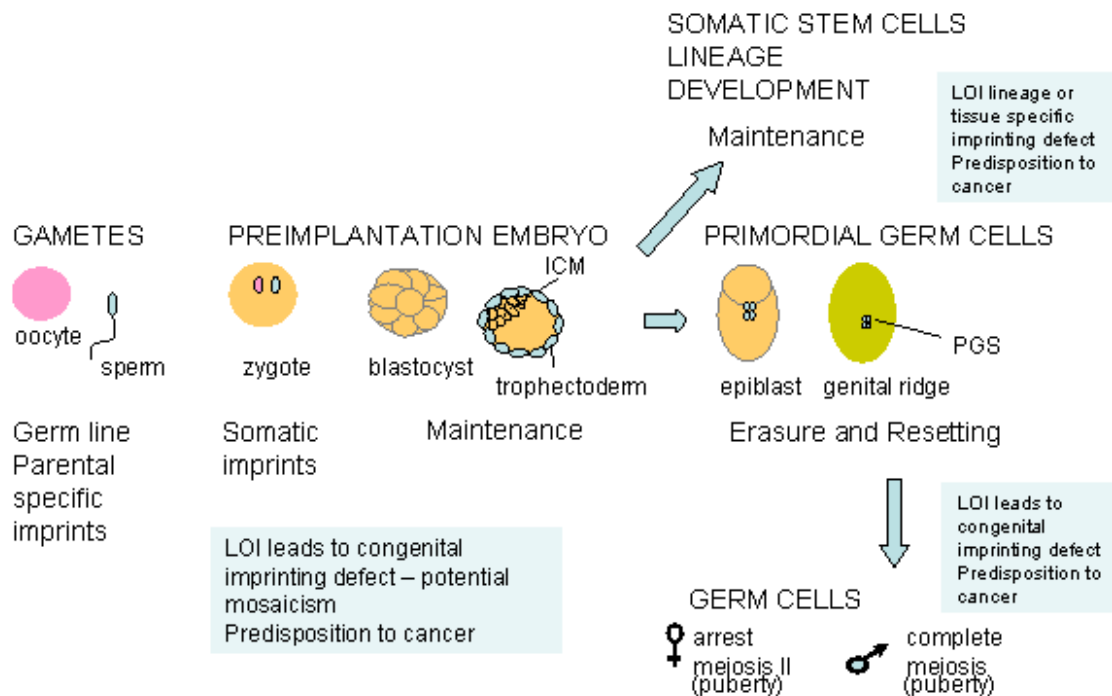 SOMATIC STEM CELLS
LINEAGE
DEVELOPMENT
Maintenance
LOI lineage or
tissue specific
imprinting defect
Predisposition to
cancer
GAMETES
PREIMPLANTATION EMBRYO
PRIMORDIAL GERM CELLS
ICM
oocyte
sperm
zygote
blastocyst
trophectoderm
epiblast
genital ridge
PGS
Germ line
Parental
specific
imprints
Somatic
imprints
Maintenance
Erasure and Resetting
LOI leads to congenital
imprinting defect – potential
mosaicism
Predisposition to cancer
LOI leads to
congenital
imprinting defect
Predisposition to
cancer
GERM CELLS
arrest
meiosis II
(puberty)
complete
meiosis
(puberty)